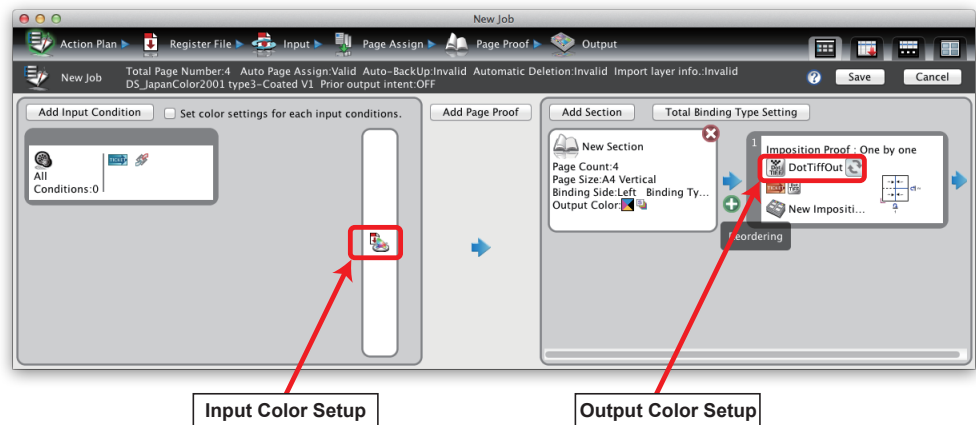 New Job
Action Plan Register File Input Page Assign Page Proof Output
New Job
Total Page Number:4 Auto Page Assign:Valid Auto-BackUp:Invalid Automatic Deletion:Invalid Import layer info.:Invalid
DS_JapanColor2001 type3-Coated V1 Prior output intent:OFF
? Save Cancel
Add Input Condition Set color settings for each input conditions.
Add Page Proof
Add Section Total Binding Type Setting
All
Conditions:0
New Section
Page Count:4
Page Size:A4 Vertical
Binding Side:Left Binding Ty...
Output Color:
1
Imposition Proof : One by one
DotTiffOut
New Impositi...
Reordering
Input Color Setup
Output Color Setup